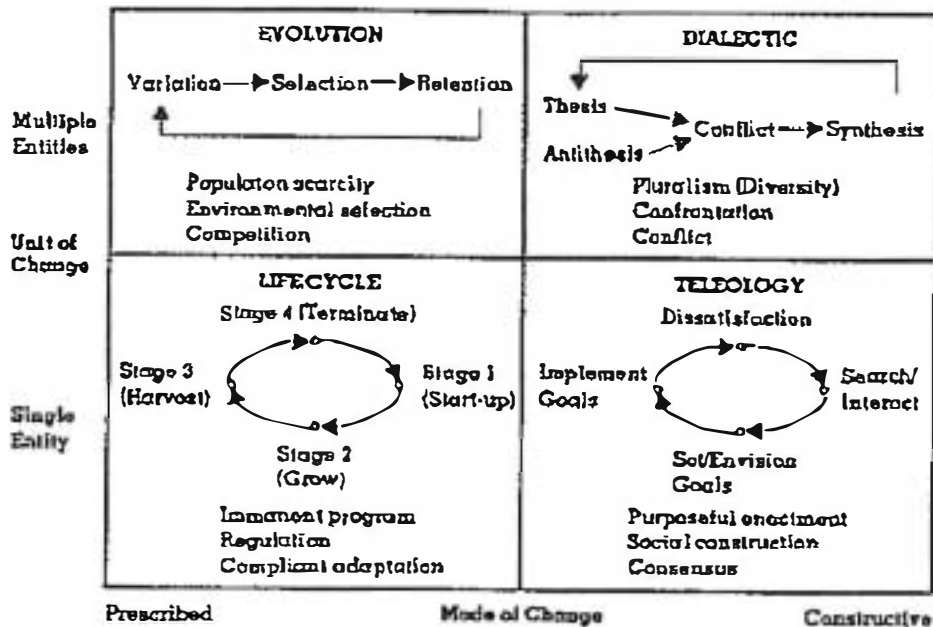 EVOLUTION
Variation Selection Retention
Populaton scarcity
Environmental selection
Competition
DIALECTIC
Thesis
Antithesis
Conflict Synthesis
Pluralism (Diversity)
Confrontation
Conflict
Multiple
Entities
Unit of
Change
Single
Entity
LIFECYCLE
Stage 4 (Terminate)
Stage 3
(Harvest)
Stage 1
(Start-up)
Stage 2
(Grow)
Immanent program
Regulation
Compliant adaptation
TELEOLOGY
Dissatisfaction
Implement
Goals
Search/
Interact
Set/Envision
Goals
Purposeful enactment
Social construction
Consensus
Prescribed Mode of Change Constructive